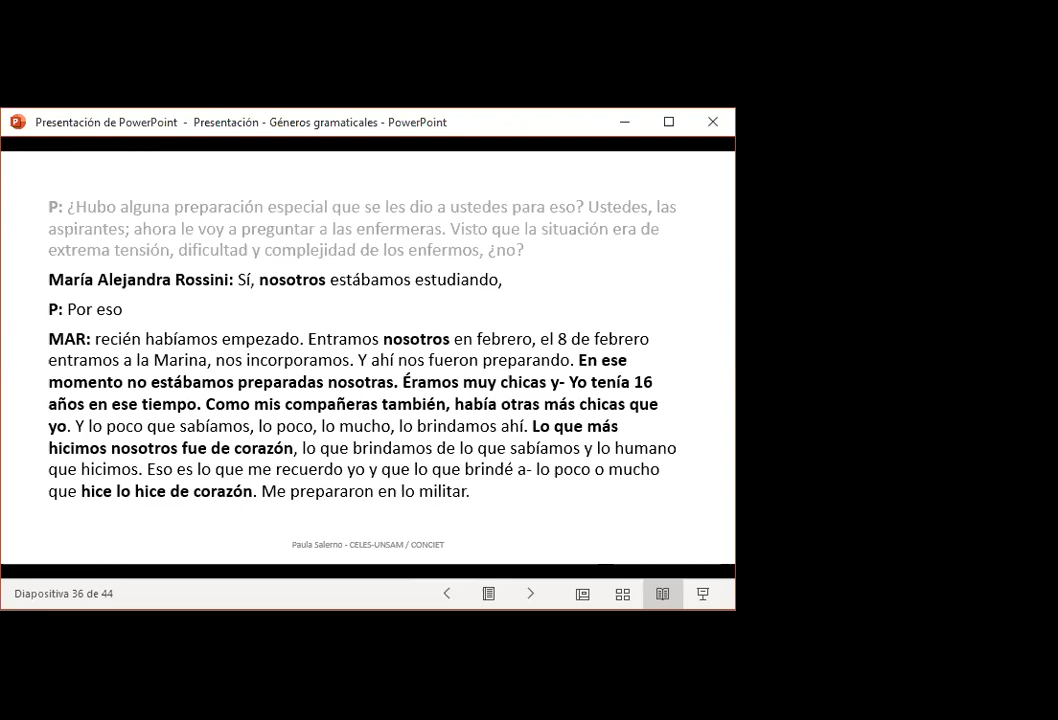 Presentación de PowerPoint - Presentación - Géneros gramaticales - PowerPoint
P: ¿Hubo alguna preparación especial que se les dio a ustedes para eso? Ustedes, las
aspirantes; ahora le voy a preguntar a las enfermeras. Visto que la situación era de
extrema tensión, dificultad y complejidad de los enfermos, ¿no?
María Alejandra Rossini: Sí, nosotros estábamos estudiando,
P: Por eso
MAR: recién habíamos empezado. Entramos nosotros en febrero, el 8 de febrero
entramos a la Marina, nos incorporamos. Y ahí nos fueron preparando. En ese
momento no estábamos preparadas nosotras. Éramos muy chicas y- Yo tenía 16
años en ese tiempo. Como mis compañeras también, había otras más chicas que
yo. Y lo poco que sabíamos, lo poco, lo mucho, lo brindamos ahí. Lo que más
hicimos nosotros fue de corazón, lo que brindamos de lo que sabíamos y lo humano
que hicimos. Eso es lo que me recuerdo yo y que lo que brindé a- lo poco o mucho
que hice lo hice de corazón. Me prepararon en lo militar.
Paula Salerno - CELES-UNSAM / CONCIET
Diapositiva 36 de 44